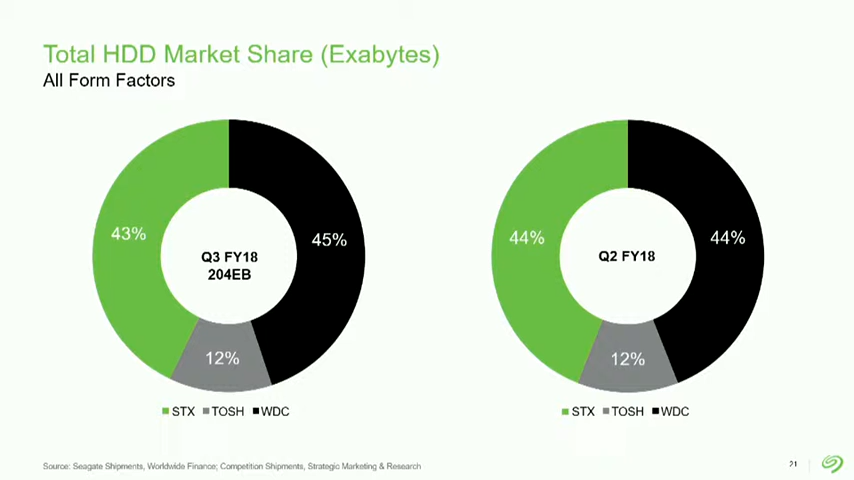 Total HDD Market Share (Exabytes)
All Form Factors
43%
45%
12%
Q3 FY18
204EB
STX TOSH WDC
44%
44%
12%
Q2 FY18
STX TOSH WDC
Source: Seagate Shipments, Worldwide Finance; Competition Shipments, Strategic Marketing & Research
21